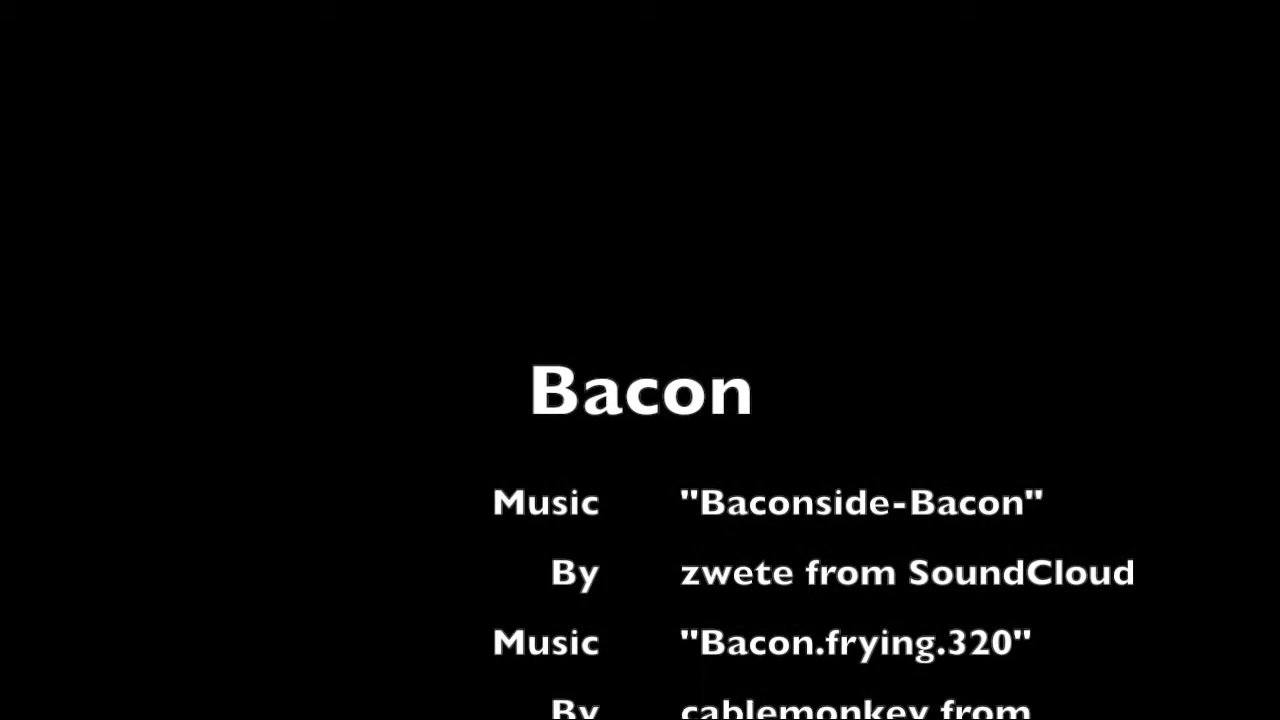 Bacon
Music "Baconside-Bacon"
By zwete from SoundCloud
Music "Bacon.frying.320"
By cablemonkey from